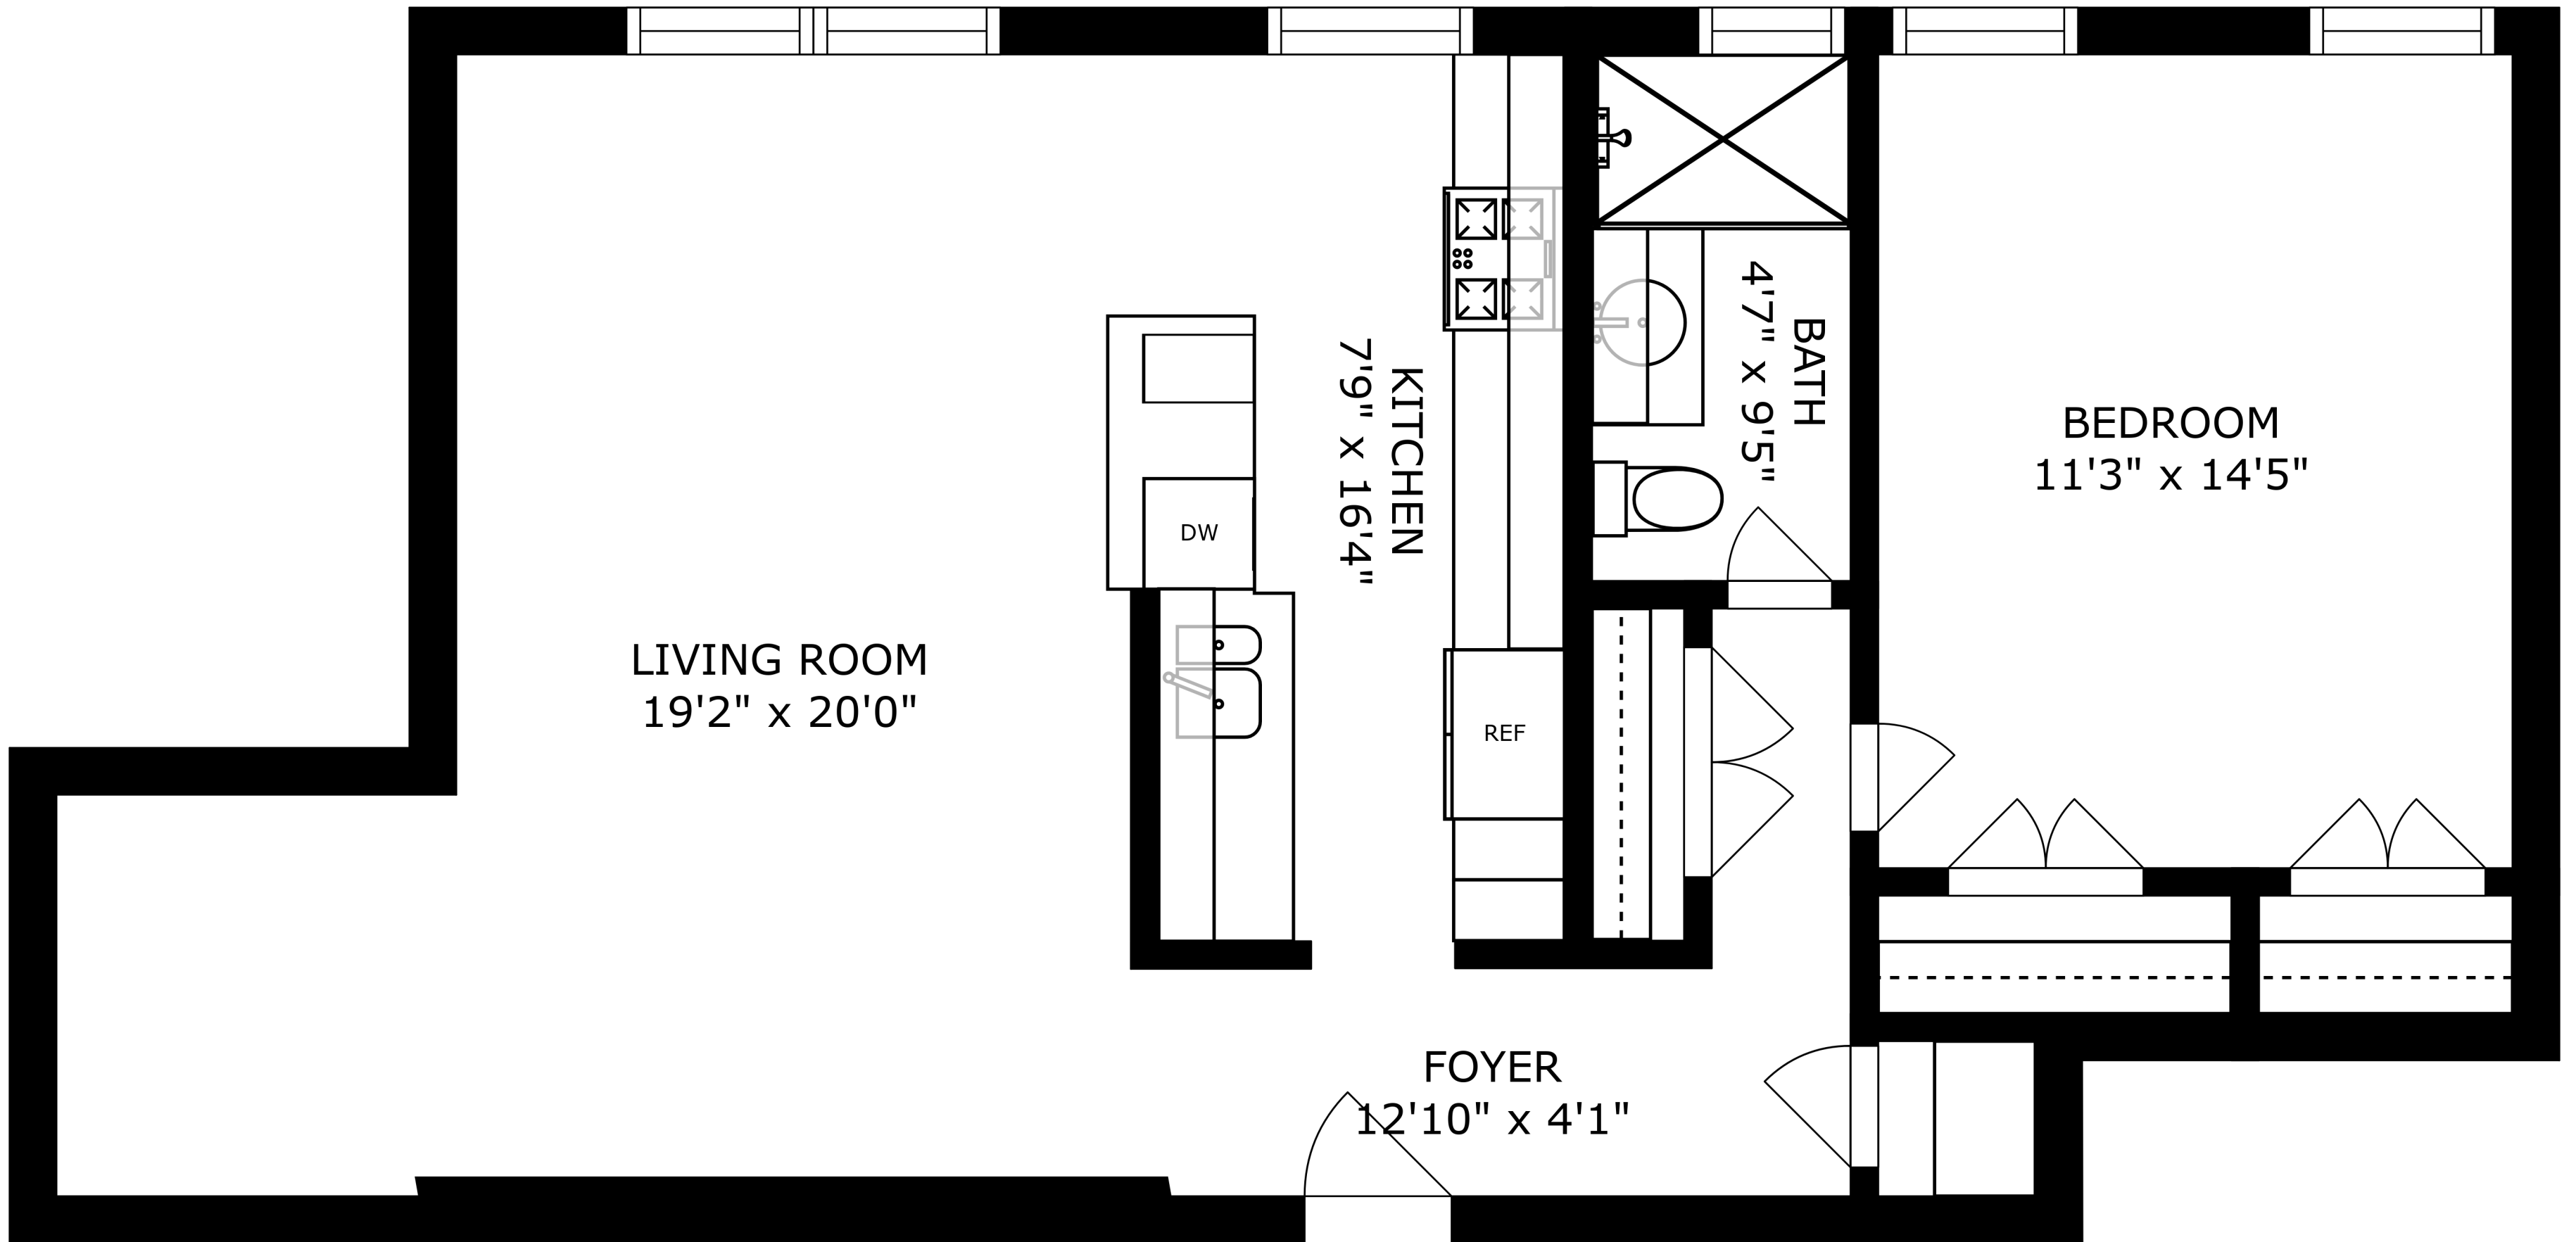 LIVING ROOM
19'2" x 20'0"
DW
KITCHEN
7'9" x 16'4"
REF
BATH
4'7" x 9'5"
BEDROOM
11'3" x 14'5"
FOYER
12'10" x 4'1"